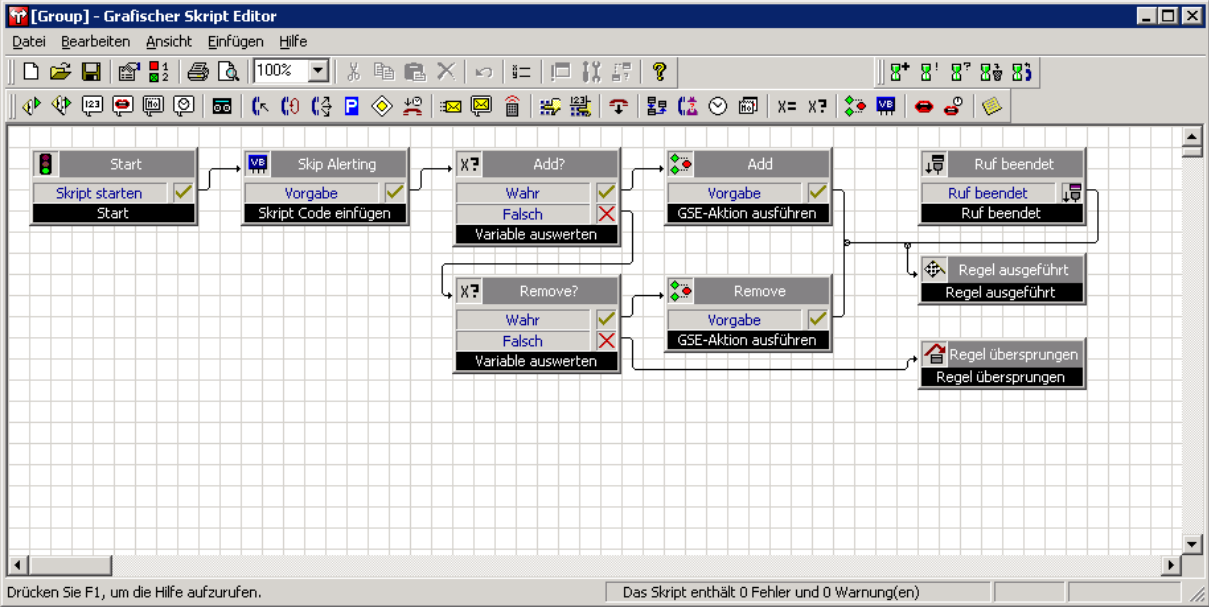 [Group] - Grafischer Skript Editor
Datei Bearbeiten Ansicht Einfügen Hilfe
100%
Start
Skript starten
Start
Skip Alerting
Vorgabe
Skript Code einfügen
Add?
Wahr
Falsch
Variable auswerten
Add
Vorgabe
GSE-Aktion ausführen
Ruf beendet
Ruf beendet
Ruf beendet
Regel ausgeführt
Regel ausgeführt
Remove?
Wahr
Falsch
Variable auswerten
Remove
Vorgabe
GSE-Aktion ausführen
Regel übersprungen
Regel übersprungen
Drücken Sie F1, um die Hilfe aufzurufen.
Das Skript enthält 0 Fehler und 0 Warnung(en)